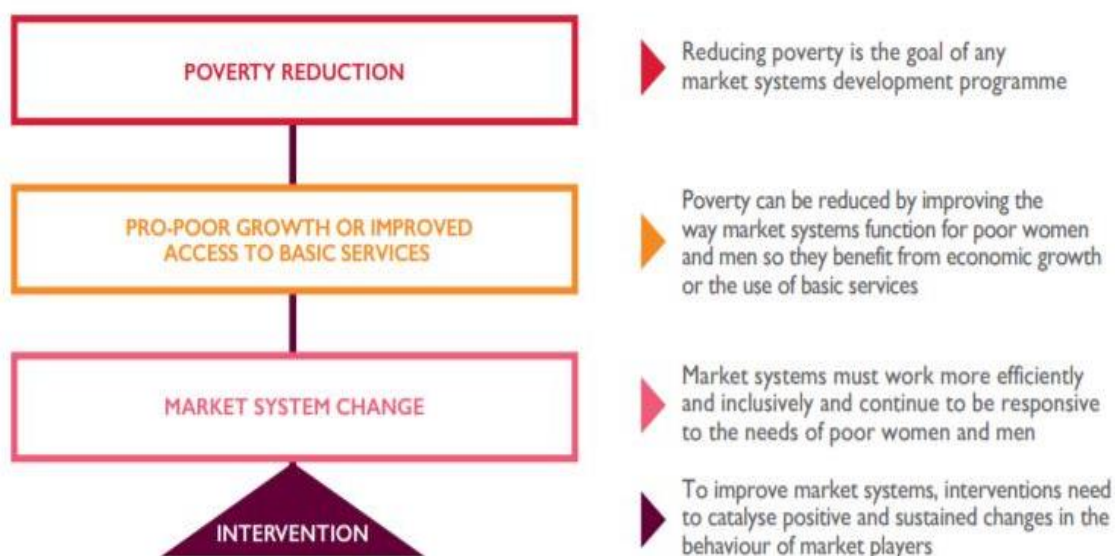 POVERTY REDUCTION
Reducing poverty is the goal of any
market systems development programme
PRO-POOR GROWTH OR IMPROVED
ACCESS TO BASIC SERVICES
Poverty can be reduced by improving the
way market systems function for poor women
and men so they benefit from economic growth
or the use of basic services
MARKET SYSTEM CHANGE
Market systems must work more efficiently
and inclusively and continue to be responsive
to the needs of poor women and men
INTERVENTION
To improve market systems, interventions need
to catalyse positive and sustained changes in the
behaviour of market players